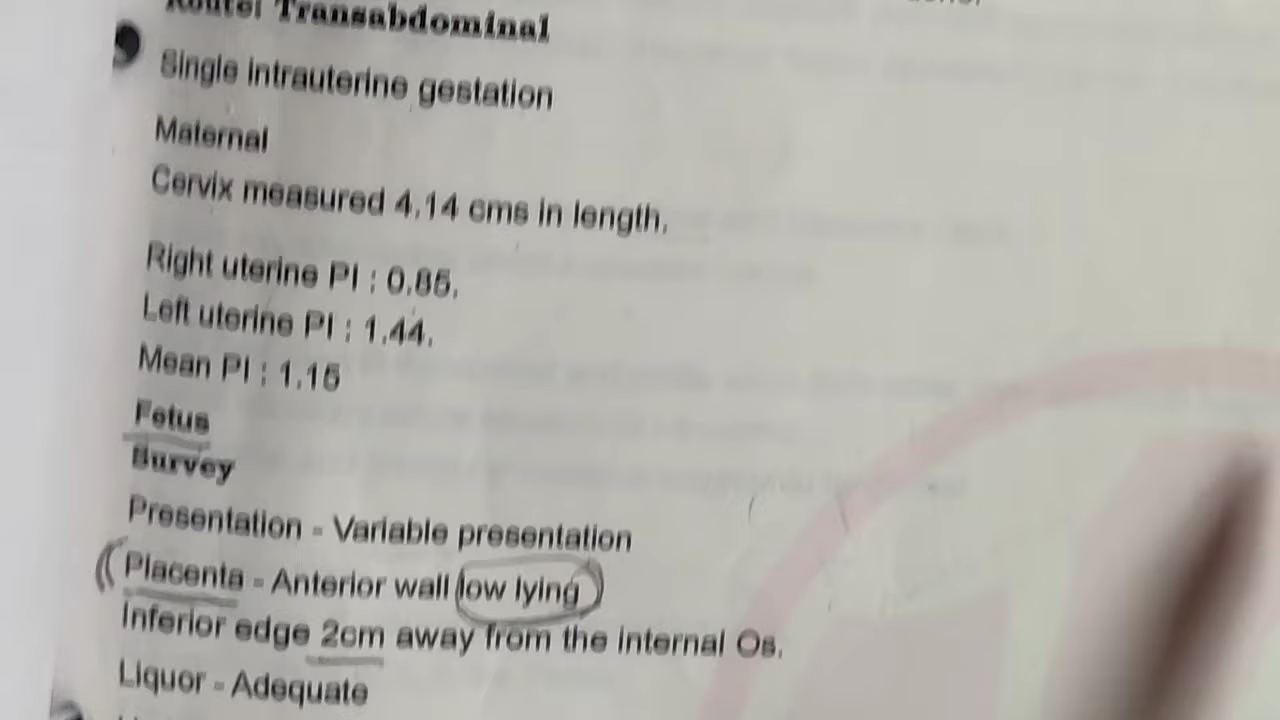 Route: Transabdominal
Single intrauterine gestation
Maternal
Cervix measured 4.14 cms in length.
Right uterine PI : 0.85.
Left uterine PI : 1.44.
Mean PI : 1.15
Fetus
Survey
Presentation - Variable presentation
Placenta - Anterior wall low lying
Inferior edge 2cm away from the internal Os.
Liquor - Adequate